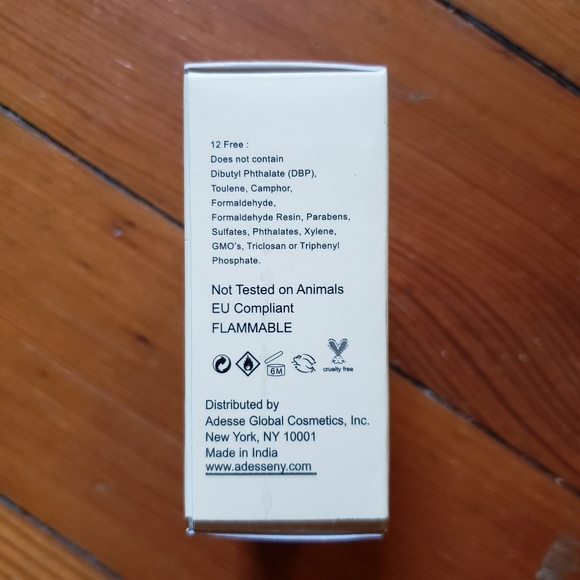 12 Free :
Does not contain
Dibutyl Phthalate (DBP),
Toulene, Camphor,
Formaldehyde,
Formaldehyde Resin, Parabens,
Sulfates, Phthalates, Xylene,
GMO's, Triclosan or Triphenyl
Phosphate.
Not Tested on Animals
EU Compliant
FLAMMABLE
6M
cruelty free
Distributed by
Adesse Global Cosmetics, Inc.
New York, NY 10001
Made in India
www.adesseny.com